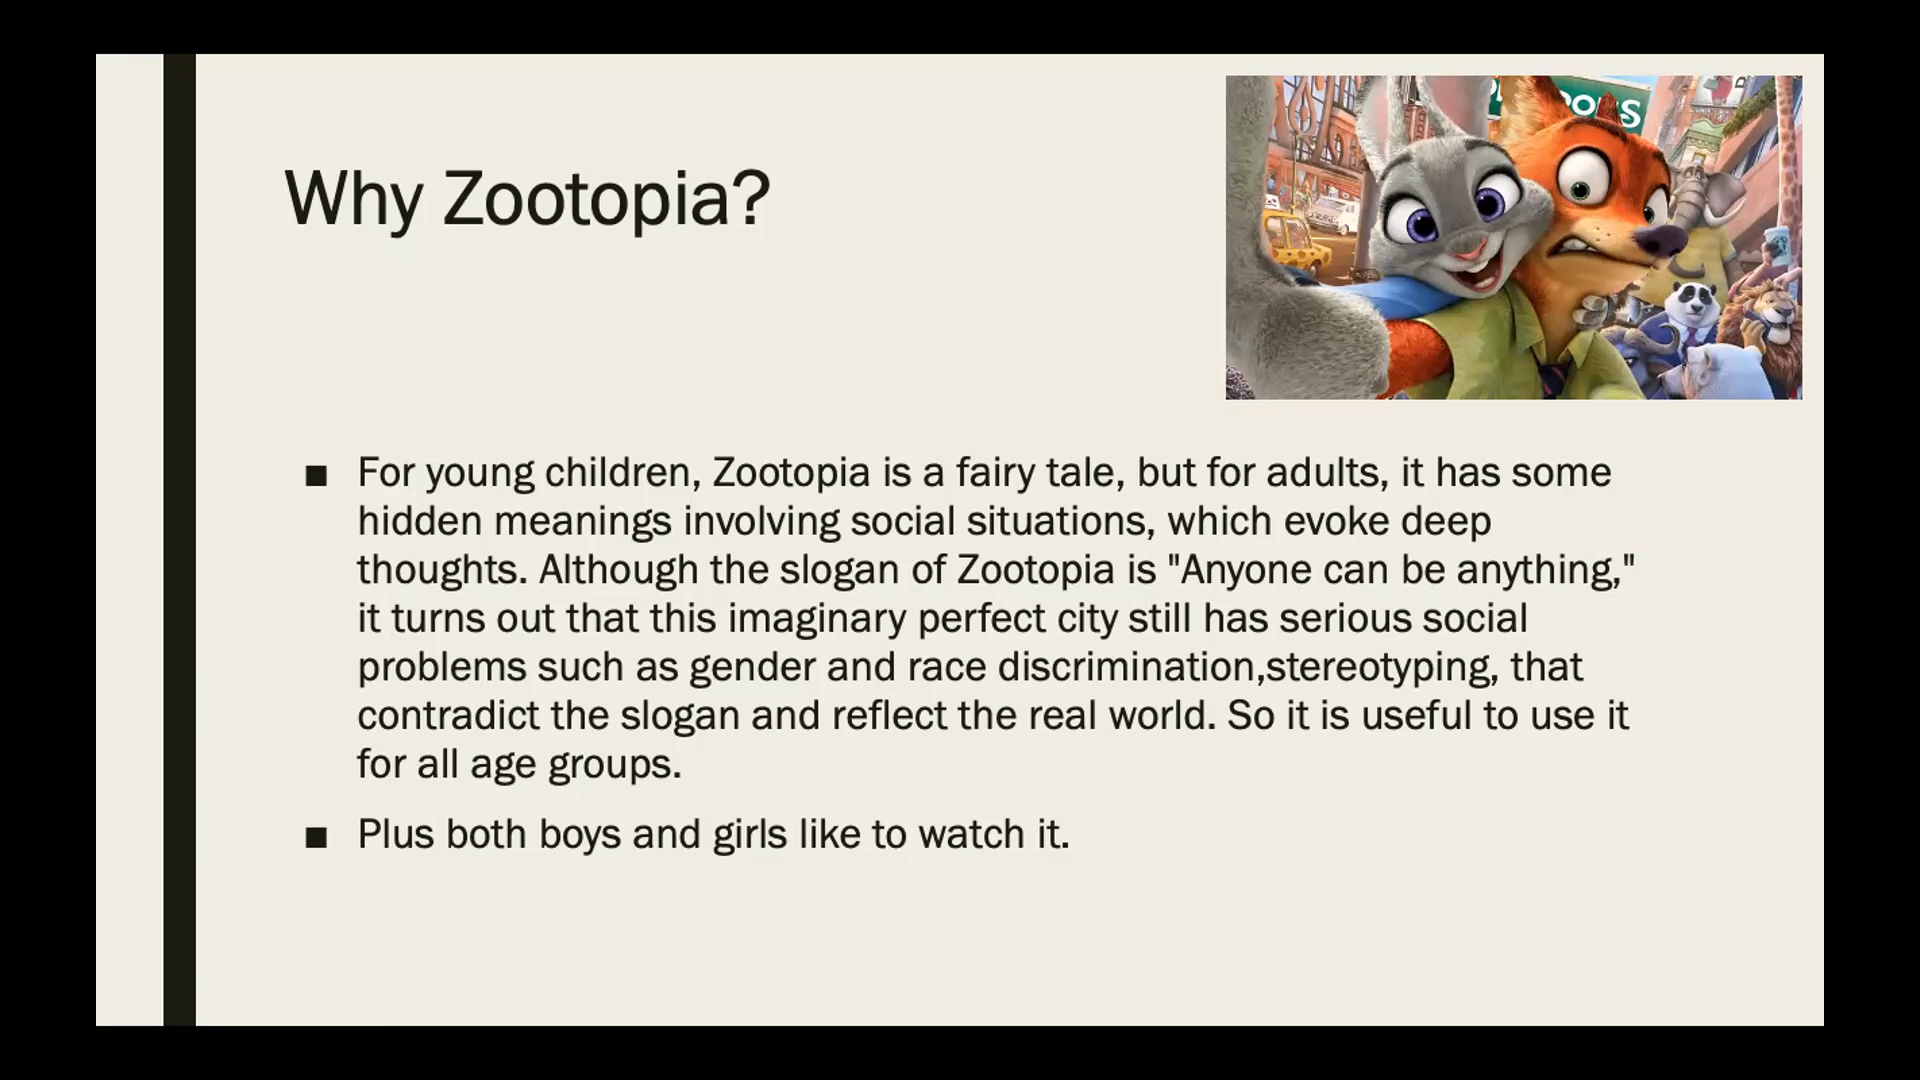 Why Zootopia?
■ For young children, Zootopia is a fairy tale, but for adults, it has some
hidden meanings involving social situations, which evoke deep
thoughts. Although the slogan of Zootopia is "Anyone can be anything,"
it turns out that this imaginary perfect city still has serious social
problems such as gender and race discrimination,stereotyping, that
contradict the slogan and reflect the real world. So it is useful to use it
for all age groups.
■ Plus both boys and girls like to watch it.